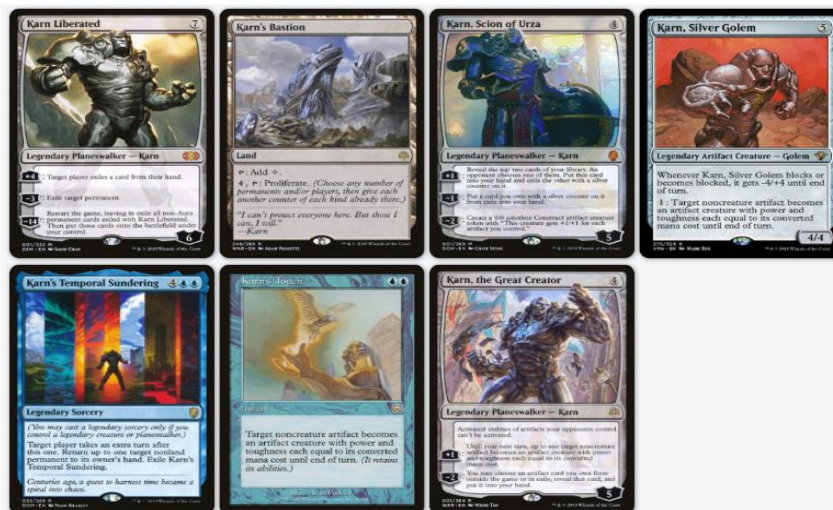 Karn Liberated 7
Legendary Planeswalker — Karn
+4 : Target player exiles a card from their hand.
-3 : Exile target permanent.
Restart the game, leaving in exile all non-Aura
-14 permanent cards exiled with Karn Liberated.
Then put those cards onto the battlefield under
your control.
6
Karn's Bastion
Land
: Add
4, : Proliferate. (Choose any number of
permanents and/or players, then give each
another counter of each kind already there.)
"I can't protect everyone here. But those I
can, I will."
—Karn
Karn, Scion of Urza 4
Legendary Planeswalker — Karn
Reveal the top two cards of your library. An
+1 opponent chooses one of them. Put that card
into your hand and exile the other with a silver
counter on it.
-1 : Put a card you own with a silver counter on it
from exile into your hand.
-2 : Create a 0/0 colorless Construct artifact creature
token with "This creature gets +1/+1 for each
artifact you control."
5
Karn, Silver Golem 5
Legendary Artifact Creature — Golem
Whenever Karn, Silver Golem blocks or
becomes blocked, it gets -4/+4 until end
of turn.
1 : Target noncreature artifact becomes
an artifact creature with power and
toughness each equal to its converted
mana cost until end of turn.
4/4
Karn's Temporal Sundering 4
Legendary Sorcery
(You may cast a legendary sorcery only if you
control a legendary creature or planeswalker.)
Target player takes an extra turn after
this one. Return up to one target nonland
permanent to its owner's hand. Exile Karn's
Temporal Sundering.
Centuries ago, a quest to harness time became a
spiral into chaos.
Karn's Touch
Instant
Target noncreature artifact becomes
an artifact creature with power and
toughness each equal to its converted
mana cost until end of turn. (It retains
its abilities.)
Karn, the Great Creator 4
Legendary Planeswalker — Karn
Activated abilities of artifacts your opponents control
can't be activated.
Until your next turn, up to one target noncreature
+1 artifact becomes an artifact creature with power
and toughness each equal to its converted
mana cost.
-2 : You may choose an artifact card you own from
outside the game or in exile, reveal that card, and
put it into your hand.
5